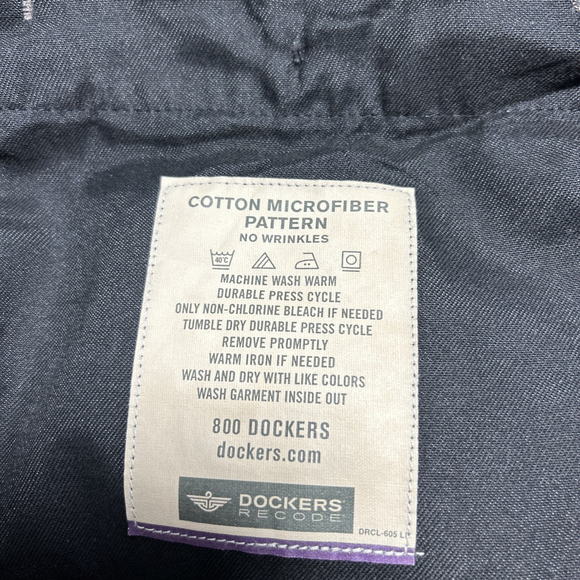 COTTON MICROFIBER
PATTERN
NO WRINKLES
40°C
MACHINE WASH WARM
DURABLE PRESS CYCLE
ONLY NON-CHLORINE BLEACH IF NEEDED
TUMBLE DRY DURABLE PRESS CYCLE
REMOVE PROMPTLY
WARM IRON IF NEEDED
WASH AND DRY WITH LIKE COLORS
WASH GARMENT INSIDE OUT
800 DOCKERS
dockers.com
DOCKERS
RECODE
DRCL-605